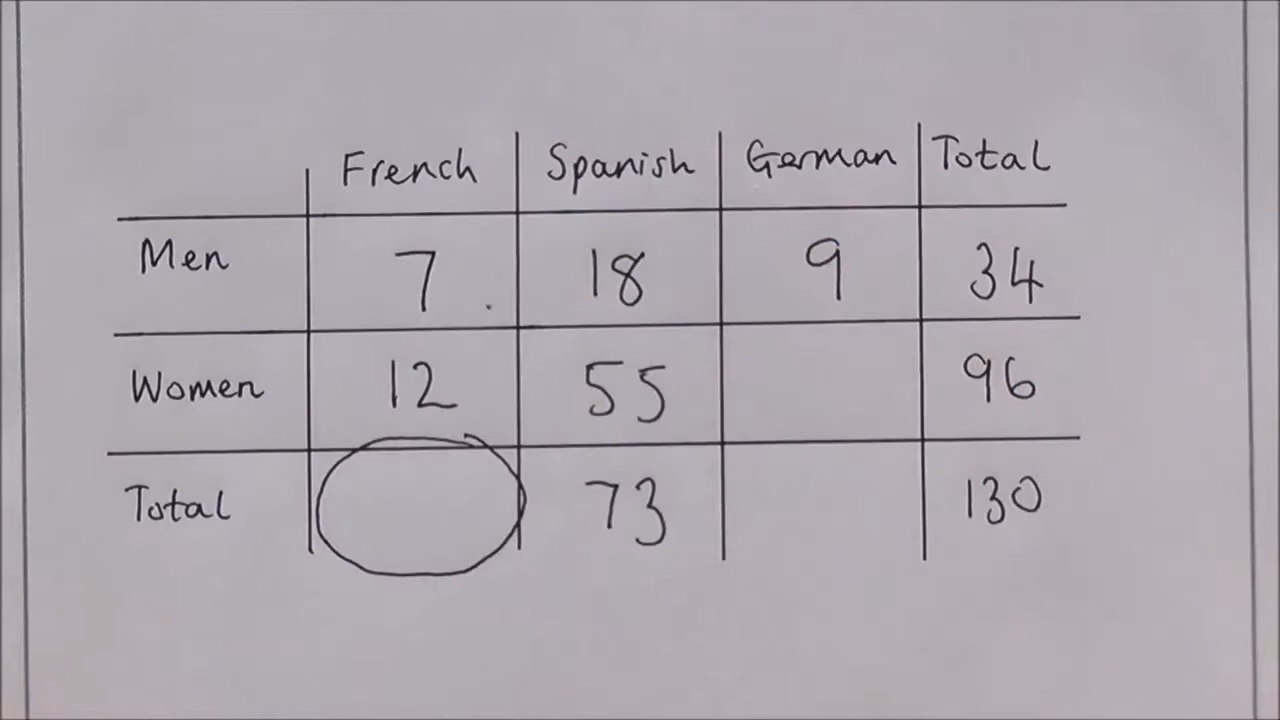 French Spanish German Total
Men 7 18 9 34
Women 12 55 96
Total 73 130